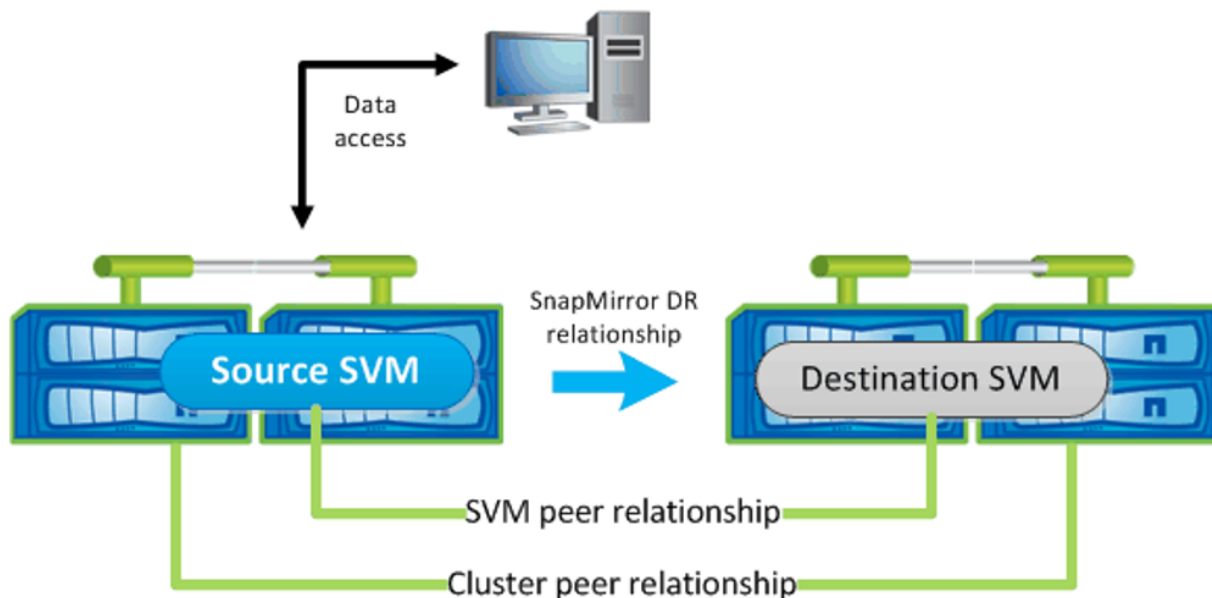 Data
access
SnapMirror DR
relationship
Source SVM
Destination SVM
SVM peer relationship
Cluster peer relationship